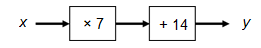 x × 7 + 14 y